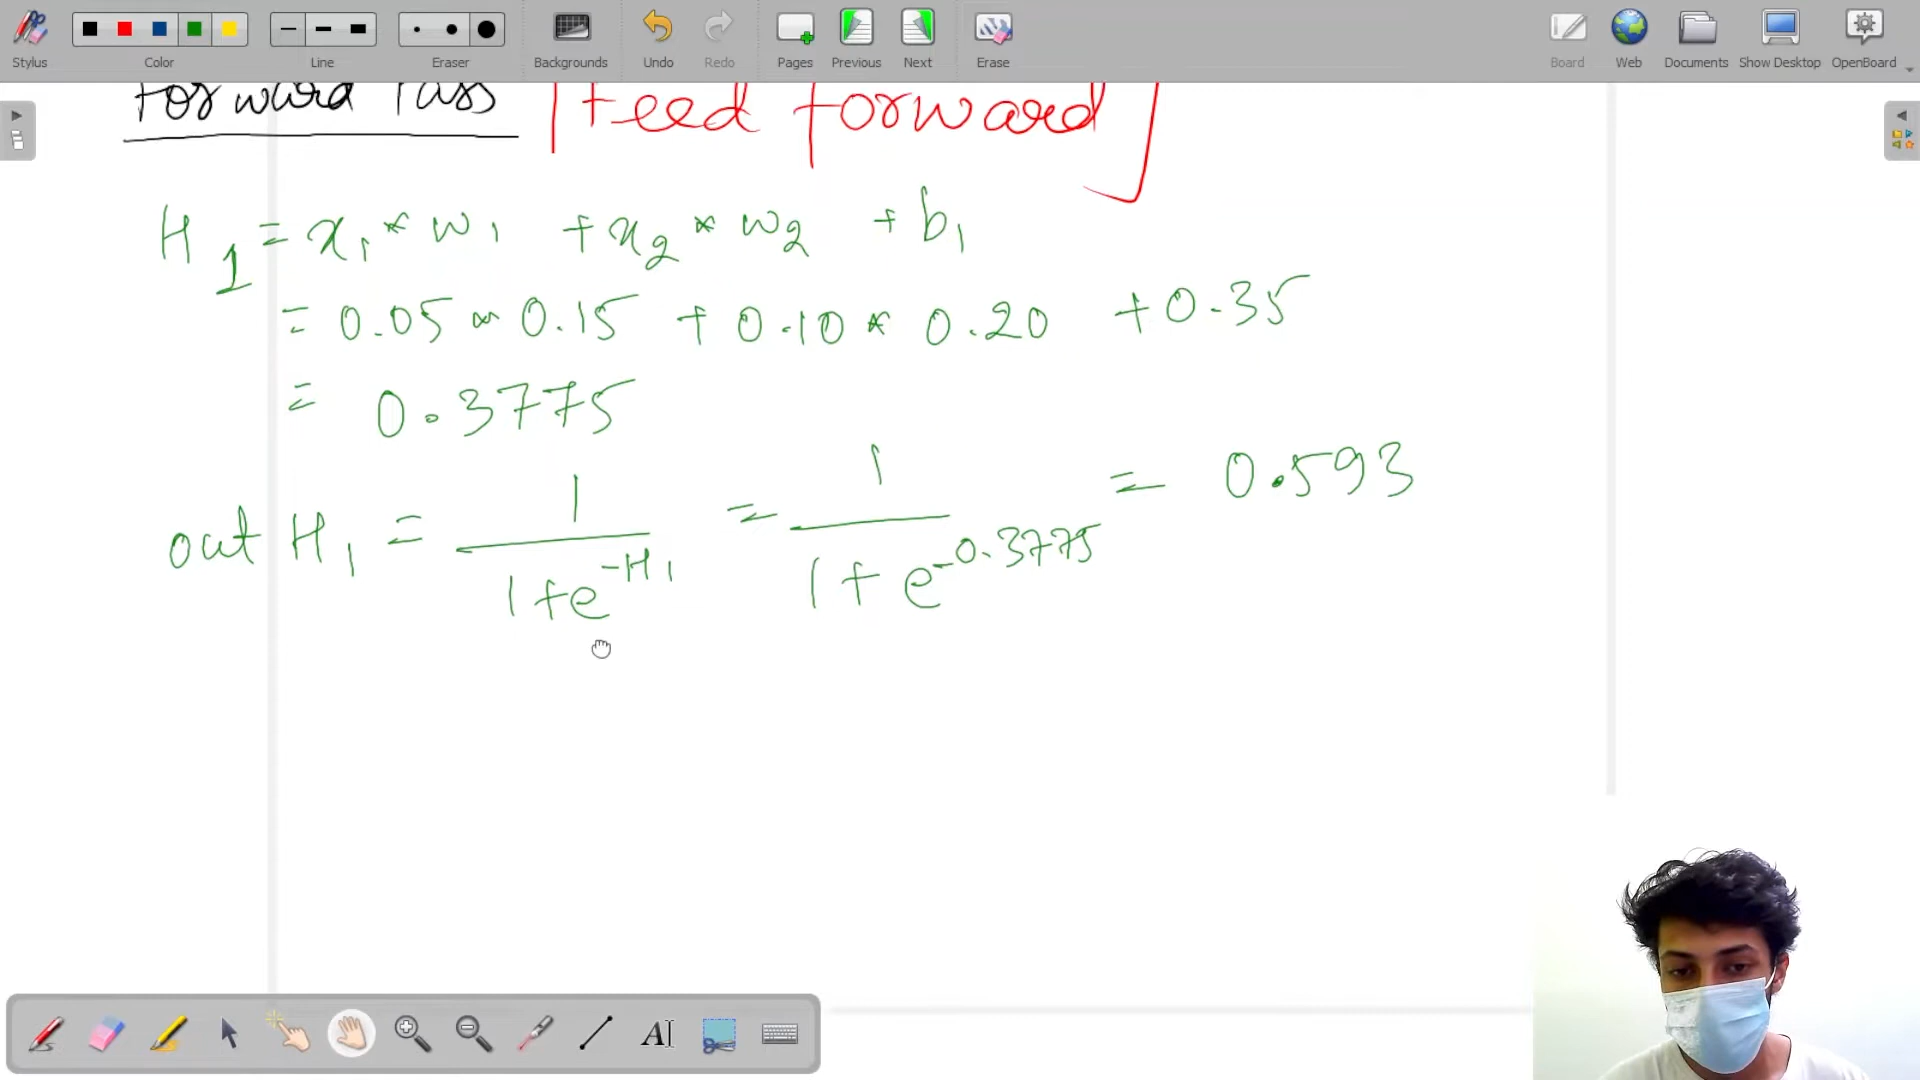 Stylus Color Line Eraser Backgrounds Undo Redo Pages Previous Next Erase Board Web Documents Show Desktop OpenBoard
Forward Pass [feed forward]
H1 = x1 * w1 + x2 * w2 + b1
= 0.05 * 0.15 + 0.10 * 0.20 + 0.35
= 0.3775
out H1 = 1 / 1+e^-H1 = 1 / 1+e^-0.3775 = 0.593
AI